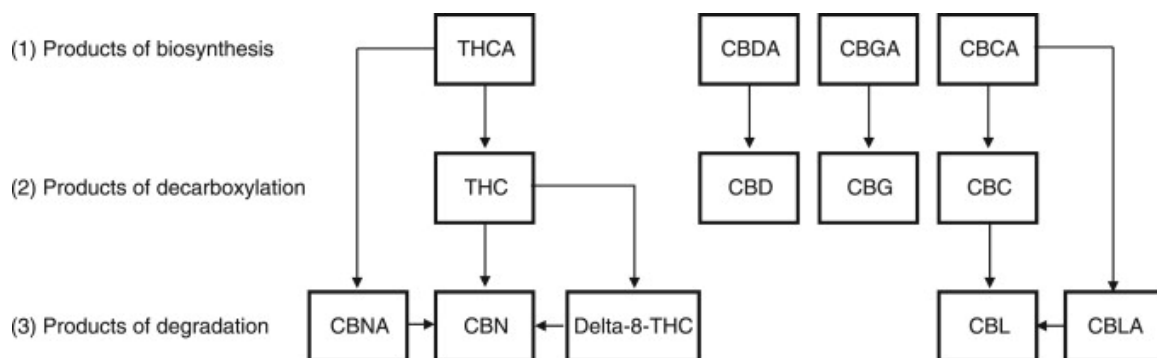 (1) Products of biosynthesis THCA CBDA CBGA CBCA
(2) Products of decarboxylation THC CBD CBG CBC
(3) Products of degradation CBNA CBN Delta-8-THC CBL CBLA